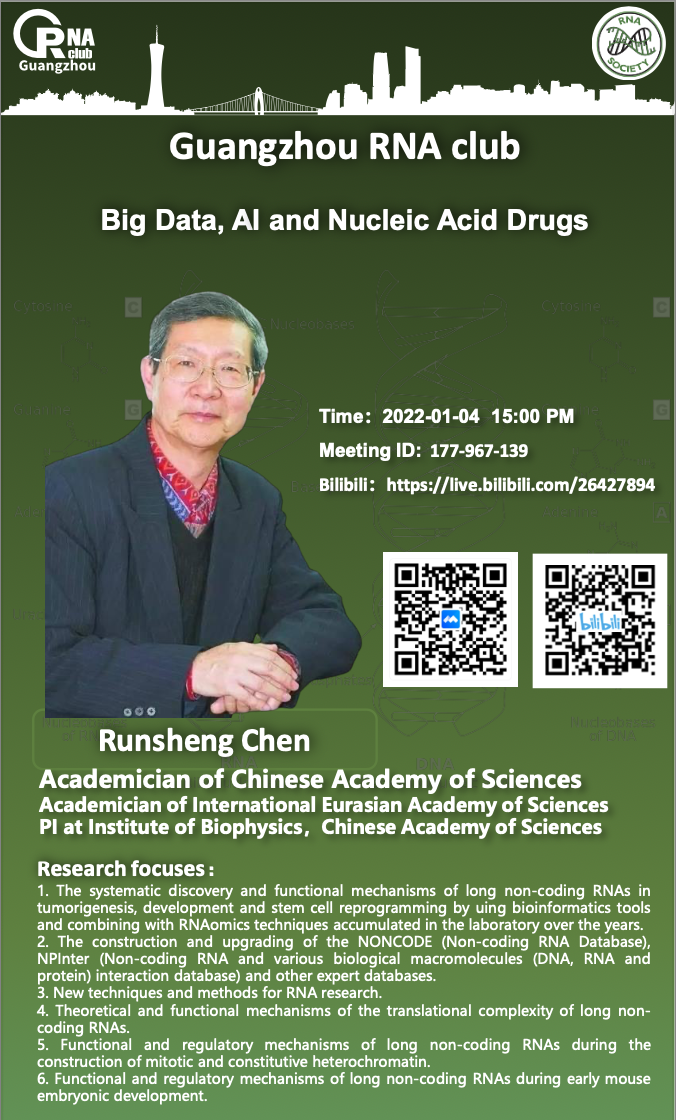 RNA
club
Guangzhou
RNA
SOCIETY
Guangzhou RNA club
Big Data, AI and Nucleic Acid Drugs
Cytosine
C
Nucleobases
Cytosine
C
G
G
A
Time： 2022-01-04 15:00 PM
Meeting ID: 177-967-139
Bilibili： https://live.bilibili.com/26427894
bilibili
Nucleobases
Nucleobases
of DNA
Runsheng Chen
Academician of Chinese Academy of Sciences
Academician of International Eurasian Academy of Sciences
PI at Institute of Biophysics，Chinese Academy of Sciences
Research focuses：
1. The systematic discovery and functional mechanisms of long non-coding RNAs in
tumorigenesis, development and stem cell reprogramming by uing bioinformatics tools
and combining with RNAomics techniques accumulated in the laboratory over the years.
2. The construction and upgrading of the NONCODE (Non-coding RNA Database),
NPInter (Non-coding RNA and various biological macromolecules (DNA, RNA and
protein) interaction database) and other expert databases.
3. New techniques and methods for RNA research.
4. Theoretical and functional mechanisms of the translational complexity of long non-
coding RNAs.
5. Functional and regulatory mechanisms of long non-coding RNAs during the
construction of mitotic and constitutive heterochromatin.
6. Functional and regulatory mechanisms of long non-coding RNAs during early mouse
embryonic development.